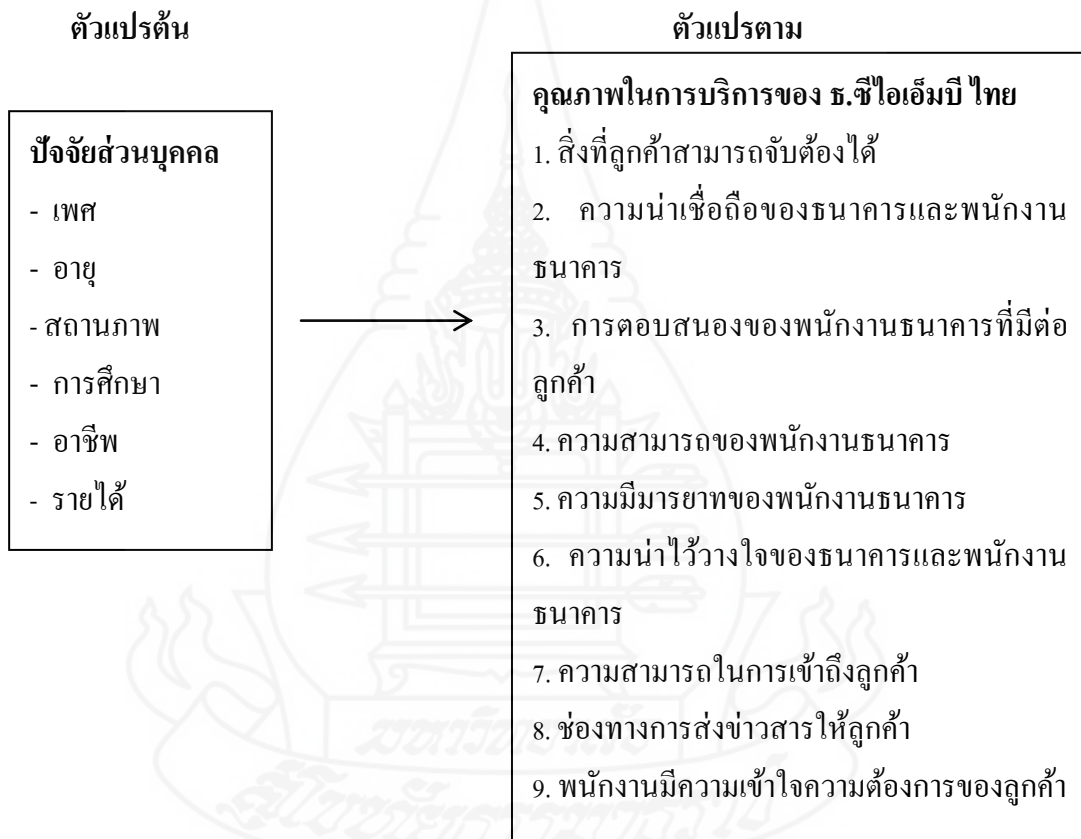 ตัวแปรต้น
ตัวแปรตาม
ปัจจัยส่วนบุคคล
- เพศ
- อายุ
- สถานภาพ
- การศึกษา
- อาชีพ
- รายได้
คุณภาพในการบริการของ ธ.ซีไอเอ็มบี ไทย
1. สิ่งที่ลูกค้าสามารถจับต้องได้
2. ความน่าเชื่อถือของธนาคารและพนักงาน
ธนาคาร
3. การตอบสนองของพนักงานธนาคารที่มีต่อ
ลูกค้า
4. ความสามารถของพนักงานธนาคาร
5. ความมีมารยาทของพนักงานธนาคาร
6. ความน่าไว้วางใจของธนาคารและพนักงาน
ธนาคาร
7. ความสามารถในการเข้าถึงลูกค้า
8. ช่องทางการส่งข่าวสารให้ลูกค้า
9. พนักงานมีความเข้าใจความต้องการของลูกค้า